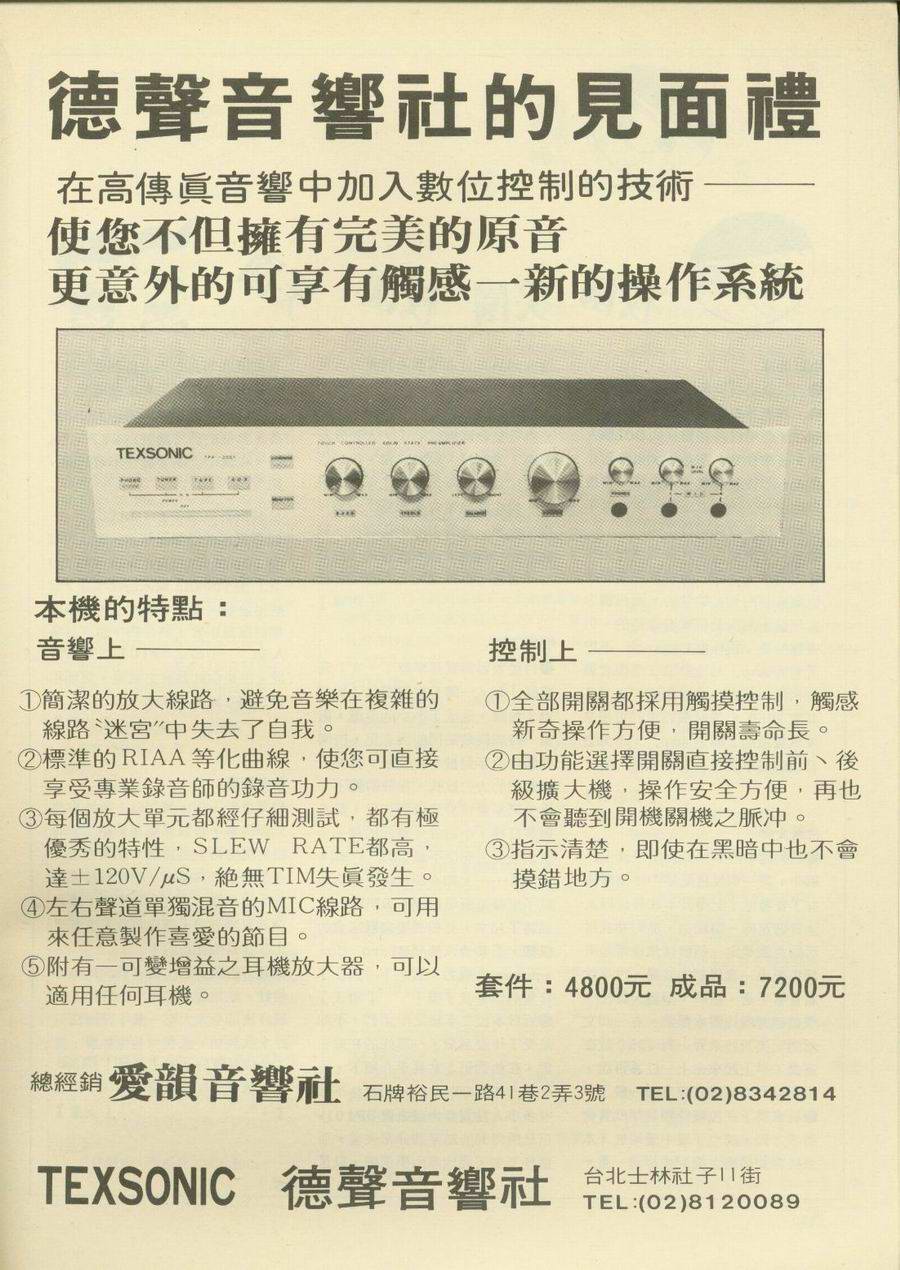 德聲音響社的見面禮
在高傳眞音響中加入數位控制的技術——
使您不但擁有完美的原音
更意外的可享有觸感一新的操作系統
TEXSONIC
TOUCH CONTROLLED SOLID STATE PREAMPLIFIER
PHONO TUNER TAPE AUX
本機的特點：
音響上——
①簡潔的放大線路，避免音樂在複雜的
線路〝迷宮″中失去了自我。
②標準的RIAA等化曲線，使您可直接
享受專業錄音師的錄音功力。
③每個放大單元都經仔細測試，都有極
優秀的特性，SLEW RATE都高，
達±120V/μS，絕無TIM失眞發生。
④左右聲道單獨混音的MIC線路，可用
來任意製作喜愛的節目。
⑤附有一可變增益之耳機放大器，可以
適用任何耳機。
控制上——
①全部開關都採用觸摸控制，觸感
新奇操作方便，開關壽命長。
②由功能選擇開關直接控制前、後
級擴大機，操作安全方便，再也
不會聽到開機關機之脈冲。
③指示清楚，即使在黑暗中也不會
摸錯地方。
套件：4800元 成品：7200元
總經銷 愛韻音響社 石牌裕民一路41巷2弄3號 TEL:(02)8342814
TEXSONIC 德聲音響社
台北士林社子11街
TEL:(02)8120089